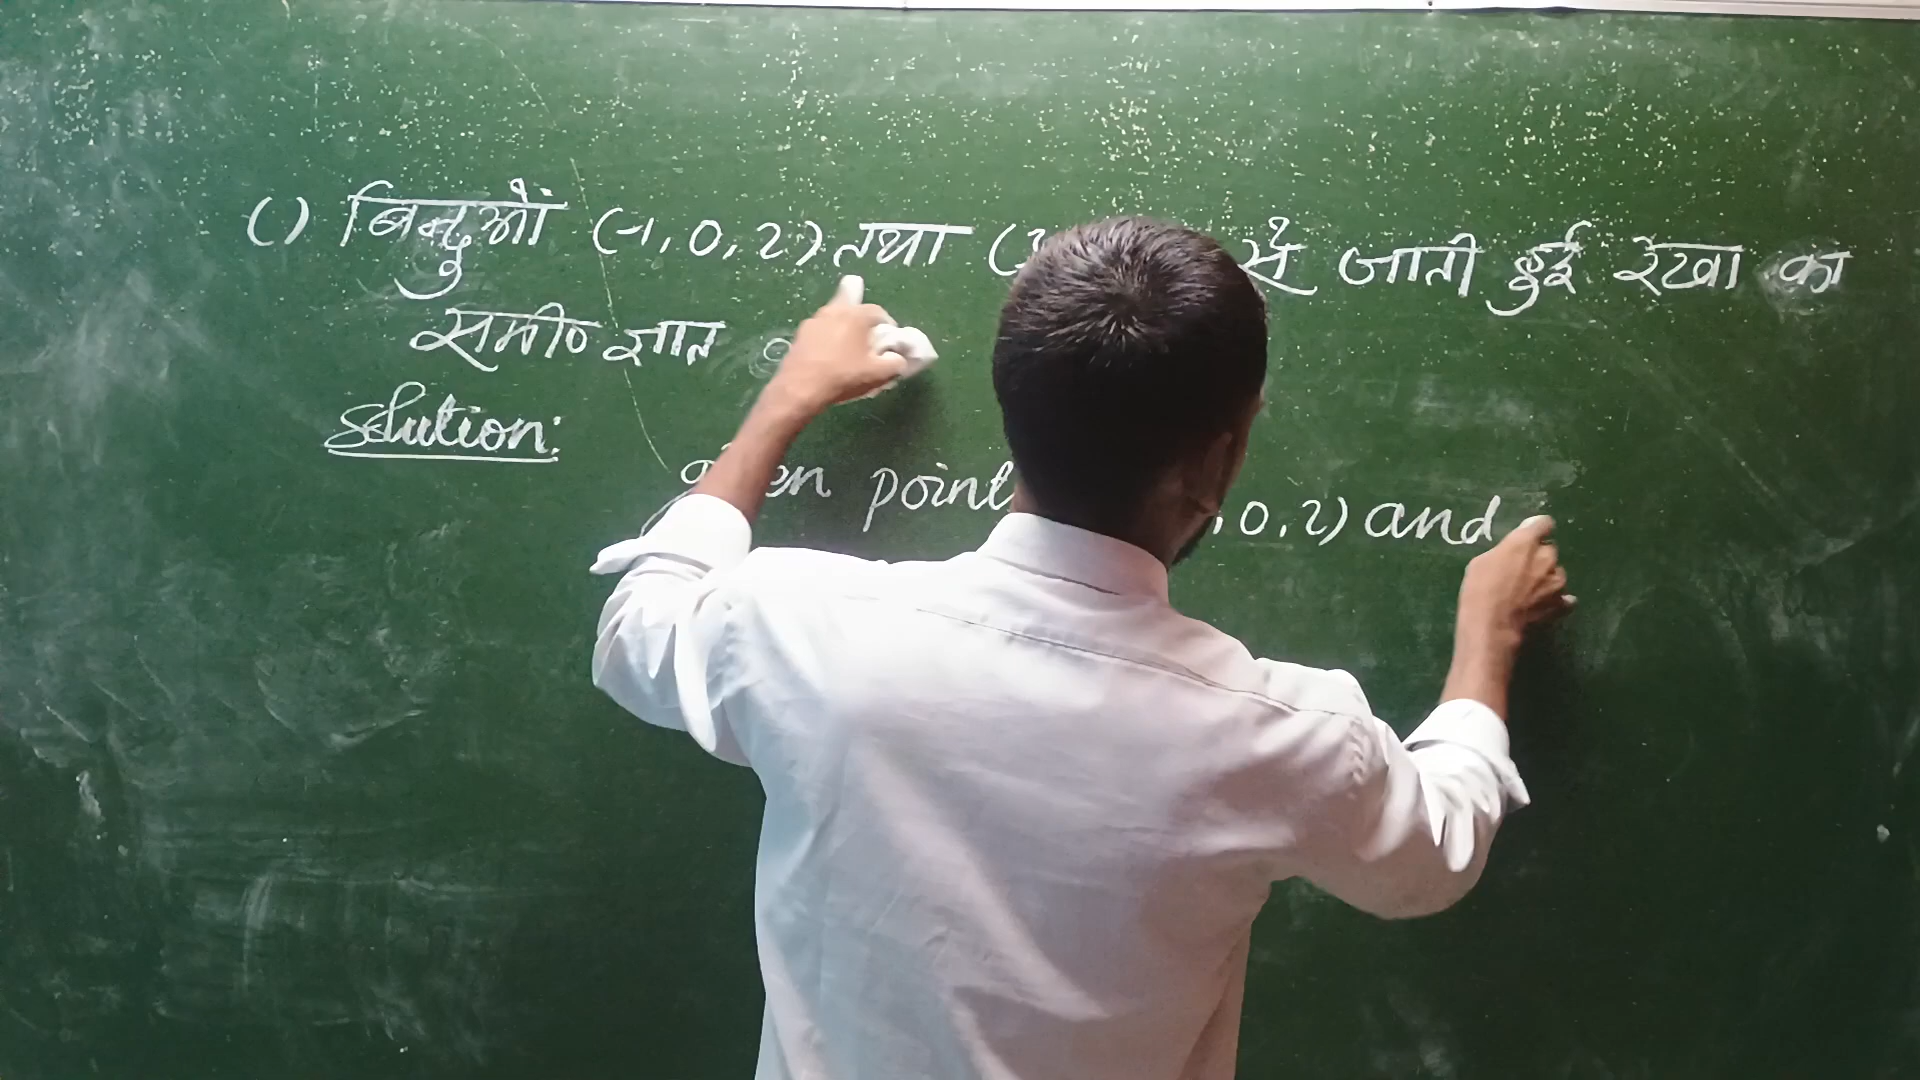 () बिन्दुओं (-1, 0, 2) तथा ( से जाती हुई रेखा का
समी० ज्ञात
Solution:
point , 0, 2) and